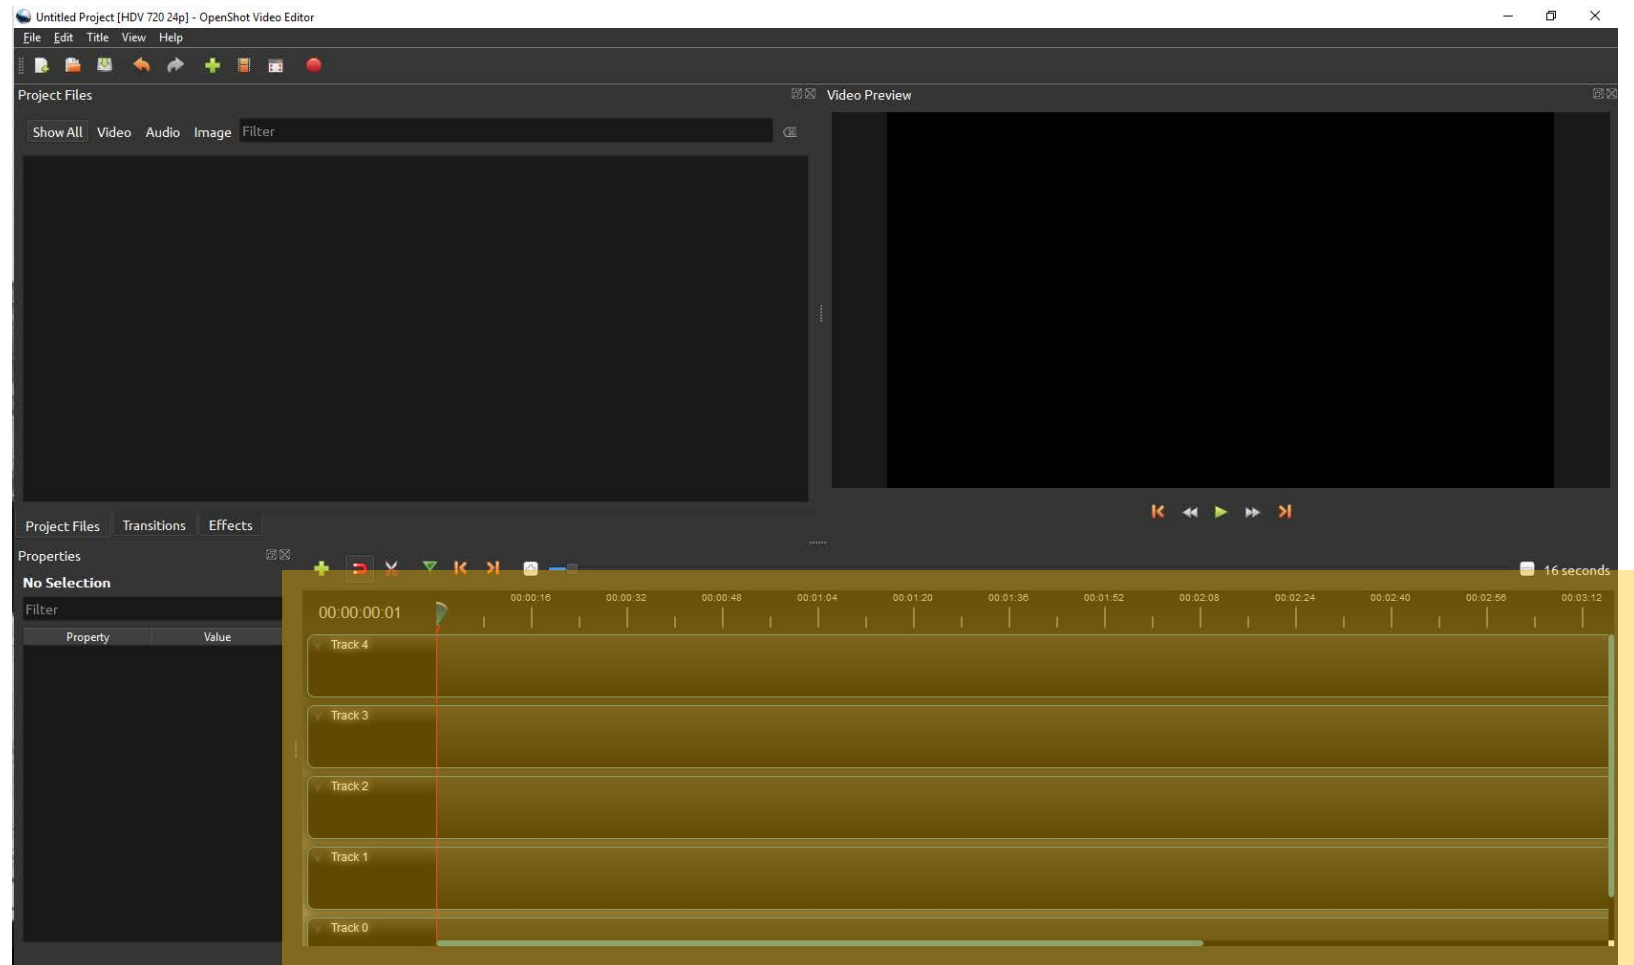 Untitled Project [HDV 720 24p] - OpenShot Video Editor
File Edit Title View Help
Project Files
Video Preview
Show All Video Audio Image Filter
Project Files Transitions Effects
Properties
No Selection
16 seconds
Filter
Property Value
00:00:00:01
00:00:16 00:00:32 00:00:48 00:01:04 00:01:20 00:01:36 00:01:52 00:02:08 00:02:24 00:02:40 00:02:56 00:03:12
Track 4
Track 3
Track 2
Track 1
Track 0